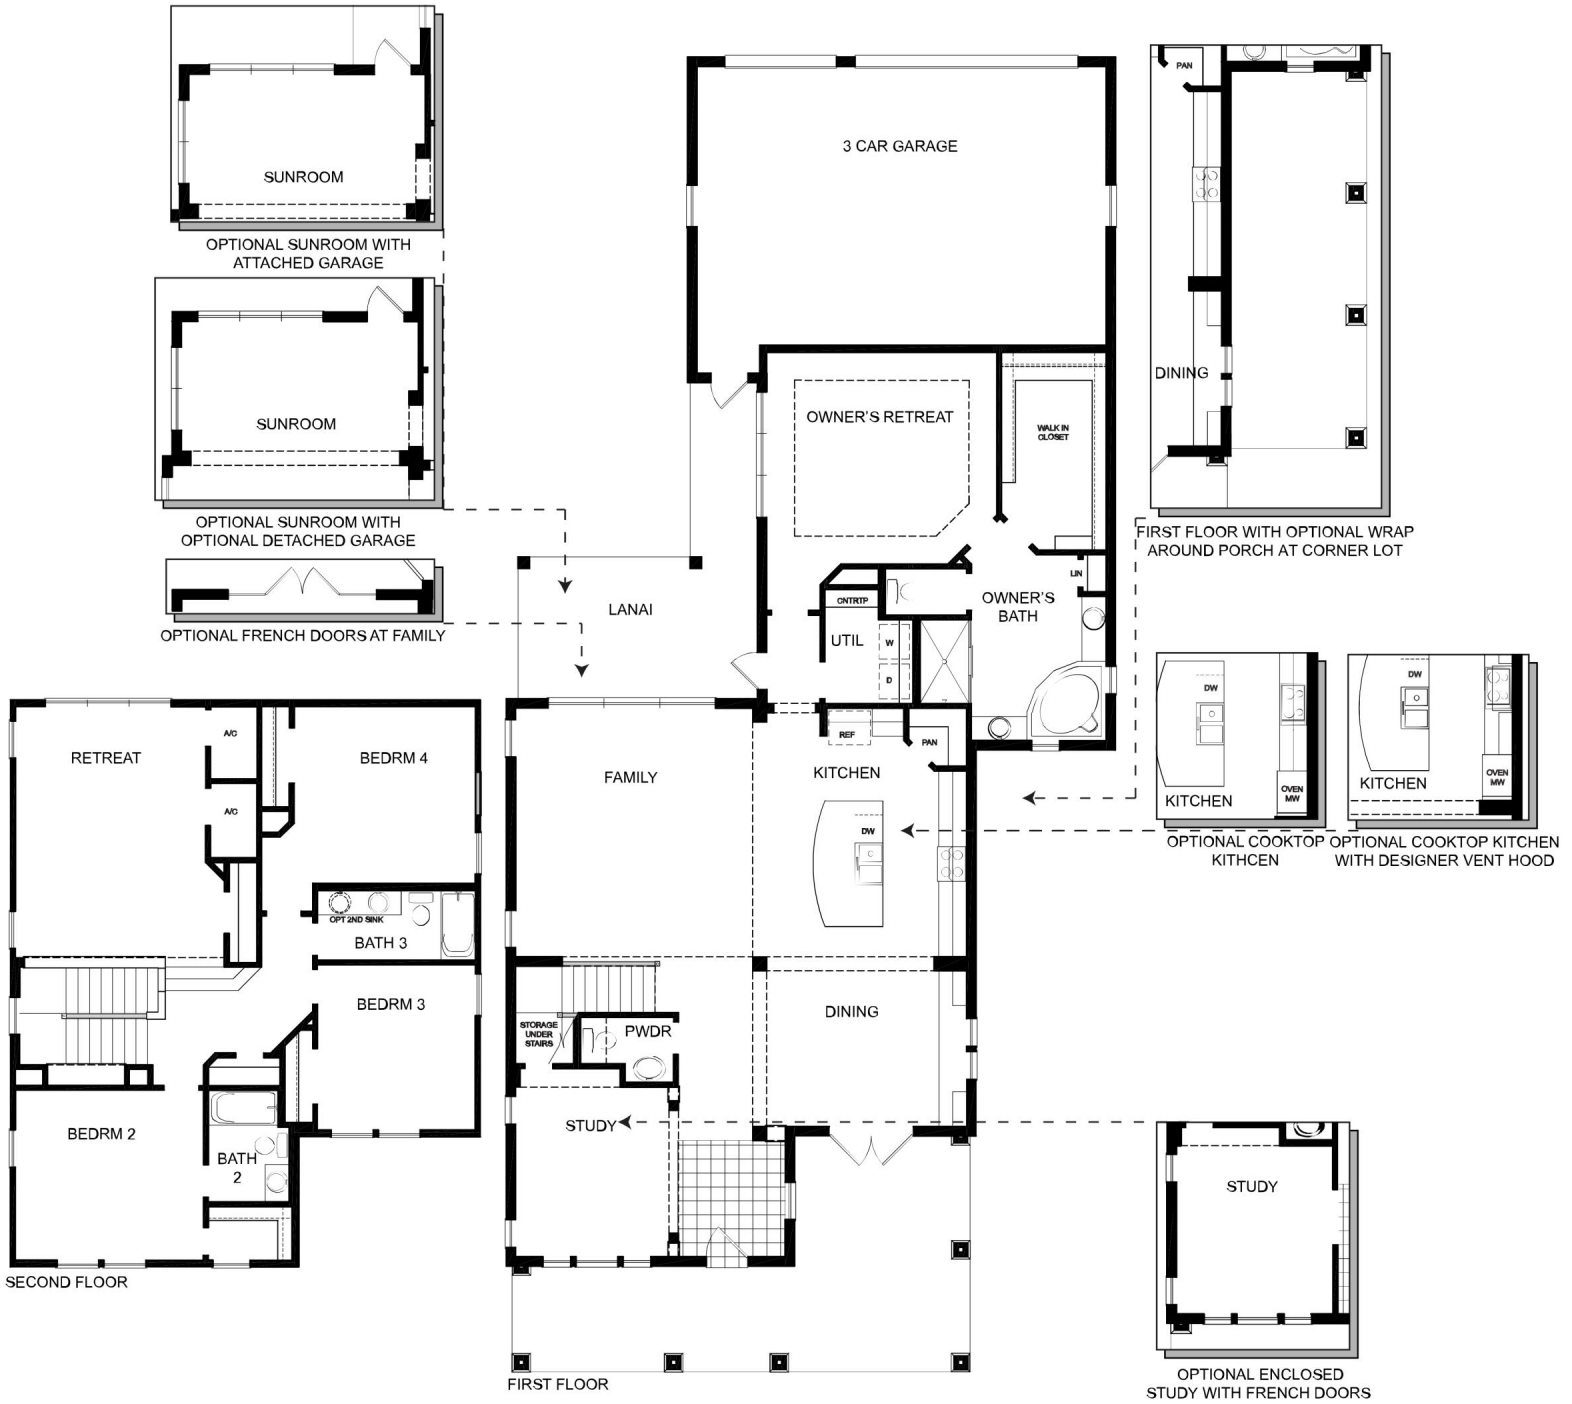 SUNROOM
OPTIONAL SUNROOM WITH
ATTACHED GARAGE
SUNROOM
OPTIONAL SUNROOM WITH
OPTIONAL DETACHED GARAGE
OPTIONAL FRENCH DOORS AT FAMILY
RETREAT
A/C
A/C
BEDRM 4
OPT 2ND SINK
BATH 3
BEDRM 3
BEDRM 2
BATH
2
SECOND FLOOR
3 CAR GARAGE
OWNER'S RETREAT
WALK IN
CLOSET
LANAI
CNTRTP
UTIL
W
D
OWNER'S
BATH
LIN
REF
PAN
FAMILY
KITCHEN
DW
DINING
STORAGE
UNDER
STAIRS
PWDR
STUDY
FIRST FLOOR
PAN
DINING
FIRST FLOOR WITH OPTIONAL WRAP
AROUND PORCH AT CORNER LOT
DW
OVEN
MW
KITCHEN
OPTIONAL COOKTOP
KITHCEN
DW
OVEN
MW
KITCHEN
OPTIONAL COOKTOP KITCHEN
WITH DESIGNER VENT HOOD
STUDY
OPTIONAL ENCLOSED
STUDY WITH FRENCH DOORS